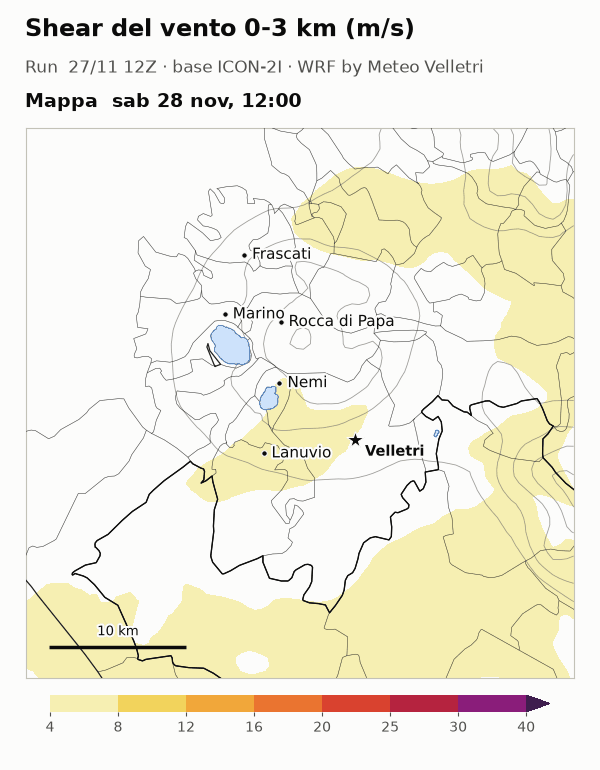 Shear del vento 0-3 km (m/s)
Run 27/11 12Z · base ICON-2I · WRF by Meteo Velletri
Mappa sab 28 nov, 12:00
Frascati
Marino
Rocca di Papa
Nemi
Velletri
Lanuvio
10 km
4 8 12 16 20 25 30 40